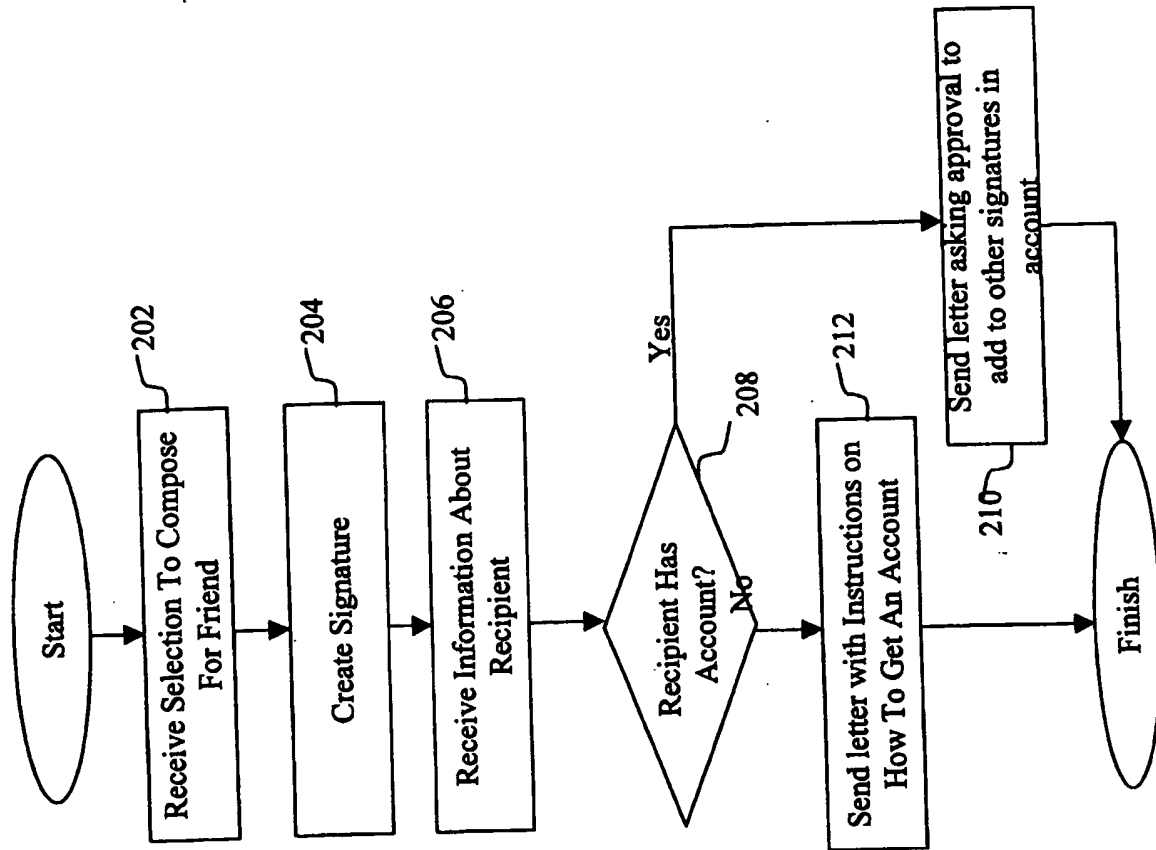 Start
202
Receive Selection To Compose
For Friend
204
Create Signature
206
Receive Information About
Recipient
208
Recipient Has
Account?
Yes
No
212
Send letter with Instructions on
How To Get An Account
210
Send letter asking approval to
add to other signatures in
account
Finish